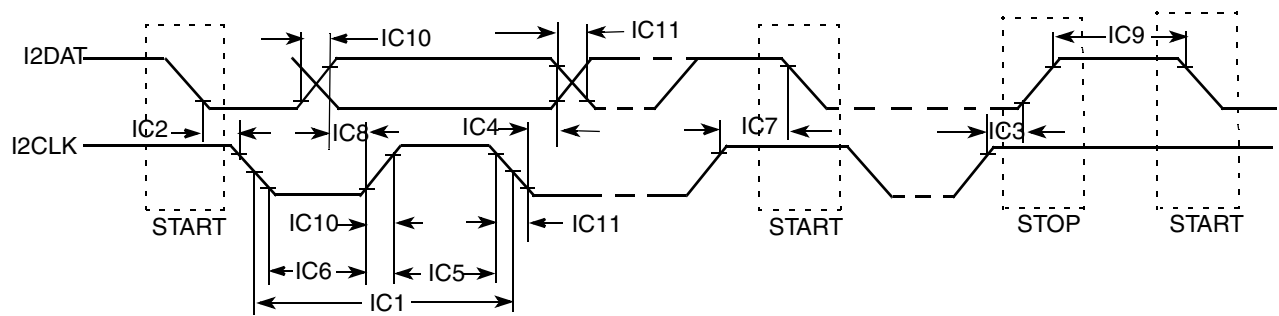 IC10
IC11
IC9
I2DAT
IC2
IC8
IC4
IC7
IC3
I2CLK
START
IC10
IC11
START
STOP
START
IC6
IC5
IC1